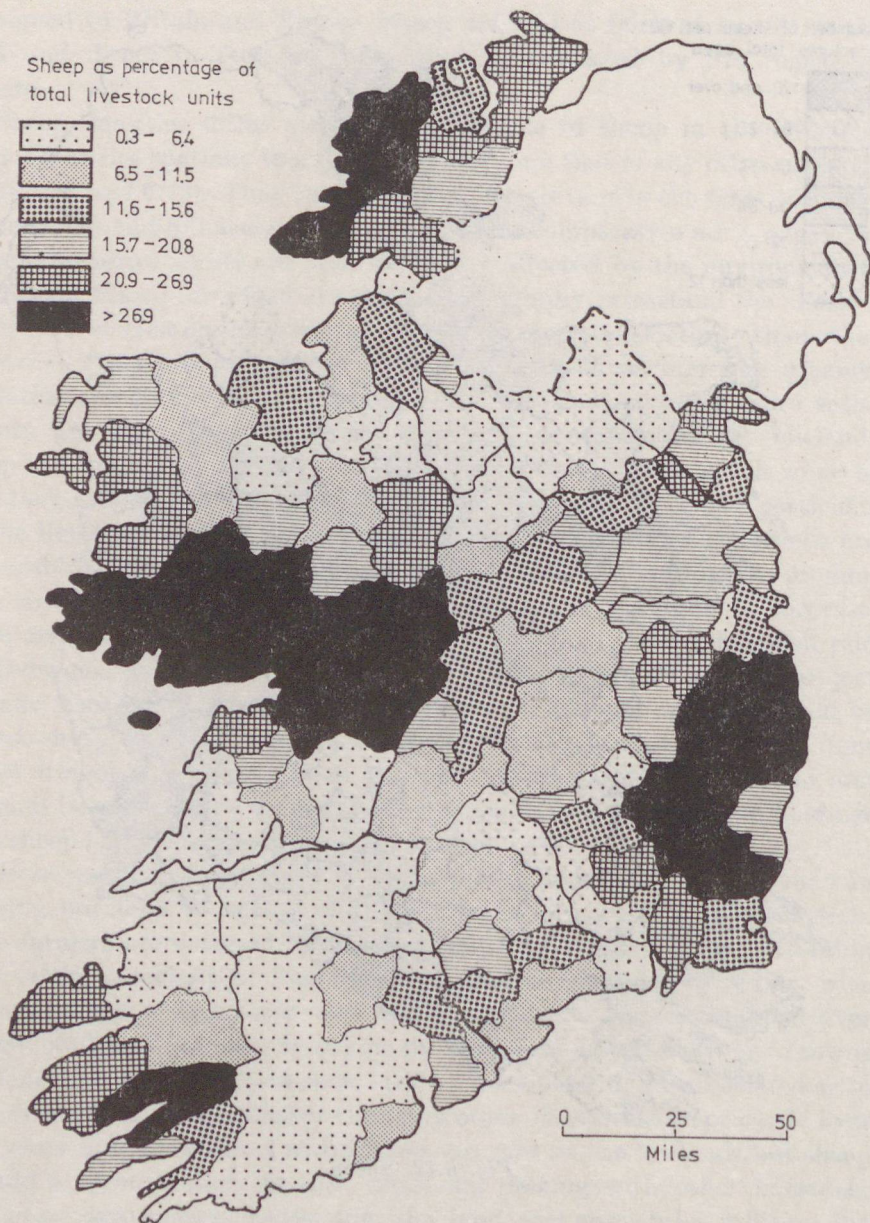 Sheep as percentage of
total livestock units
0.3 – 6.4
6.5 – 11.5
11.6 – 15.6
15.7 – 20.8
20.9 – 26.9
> 26.9
0 25 50
Miles